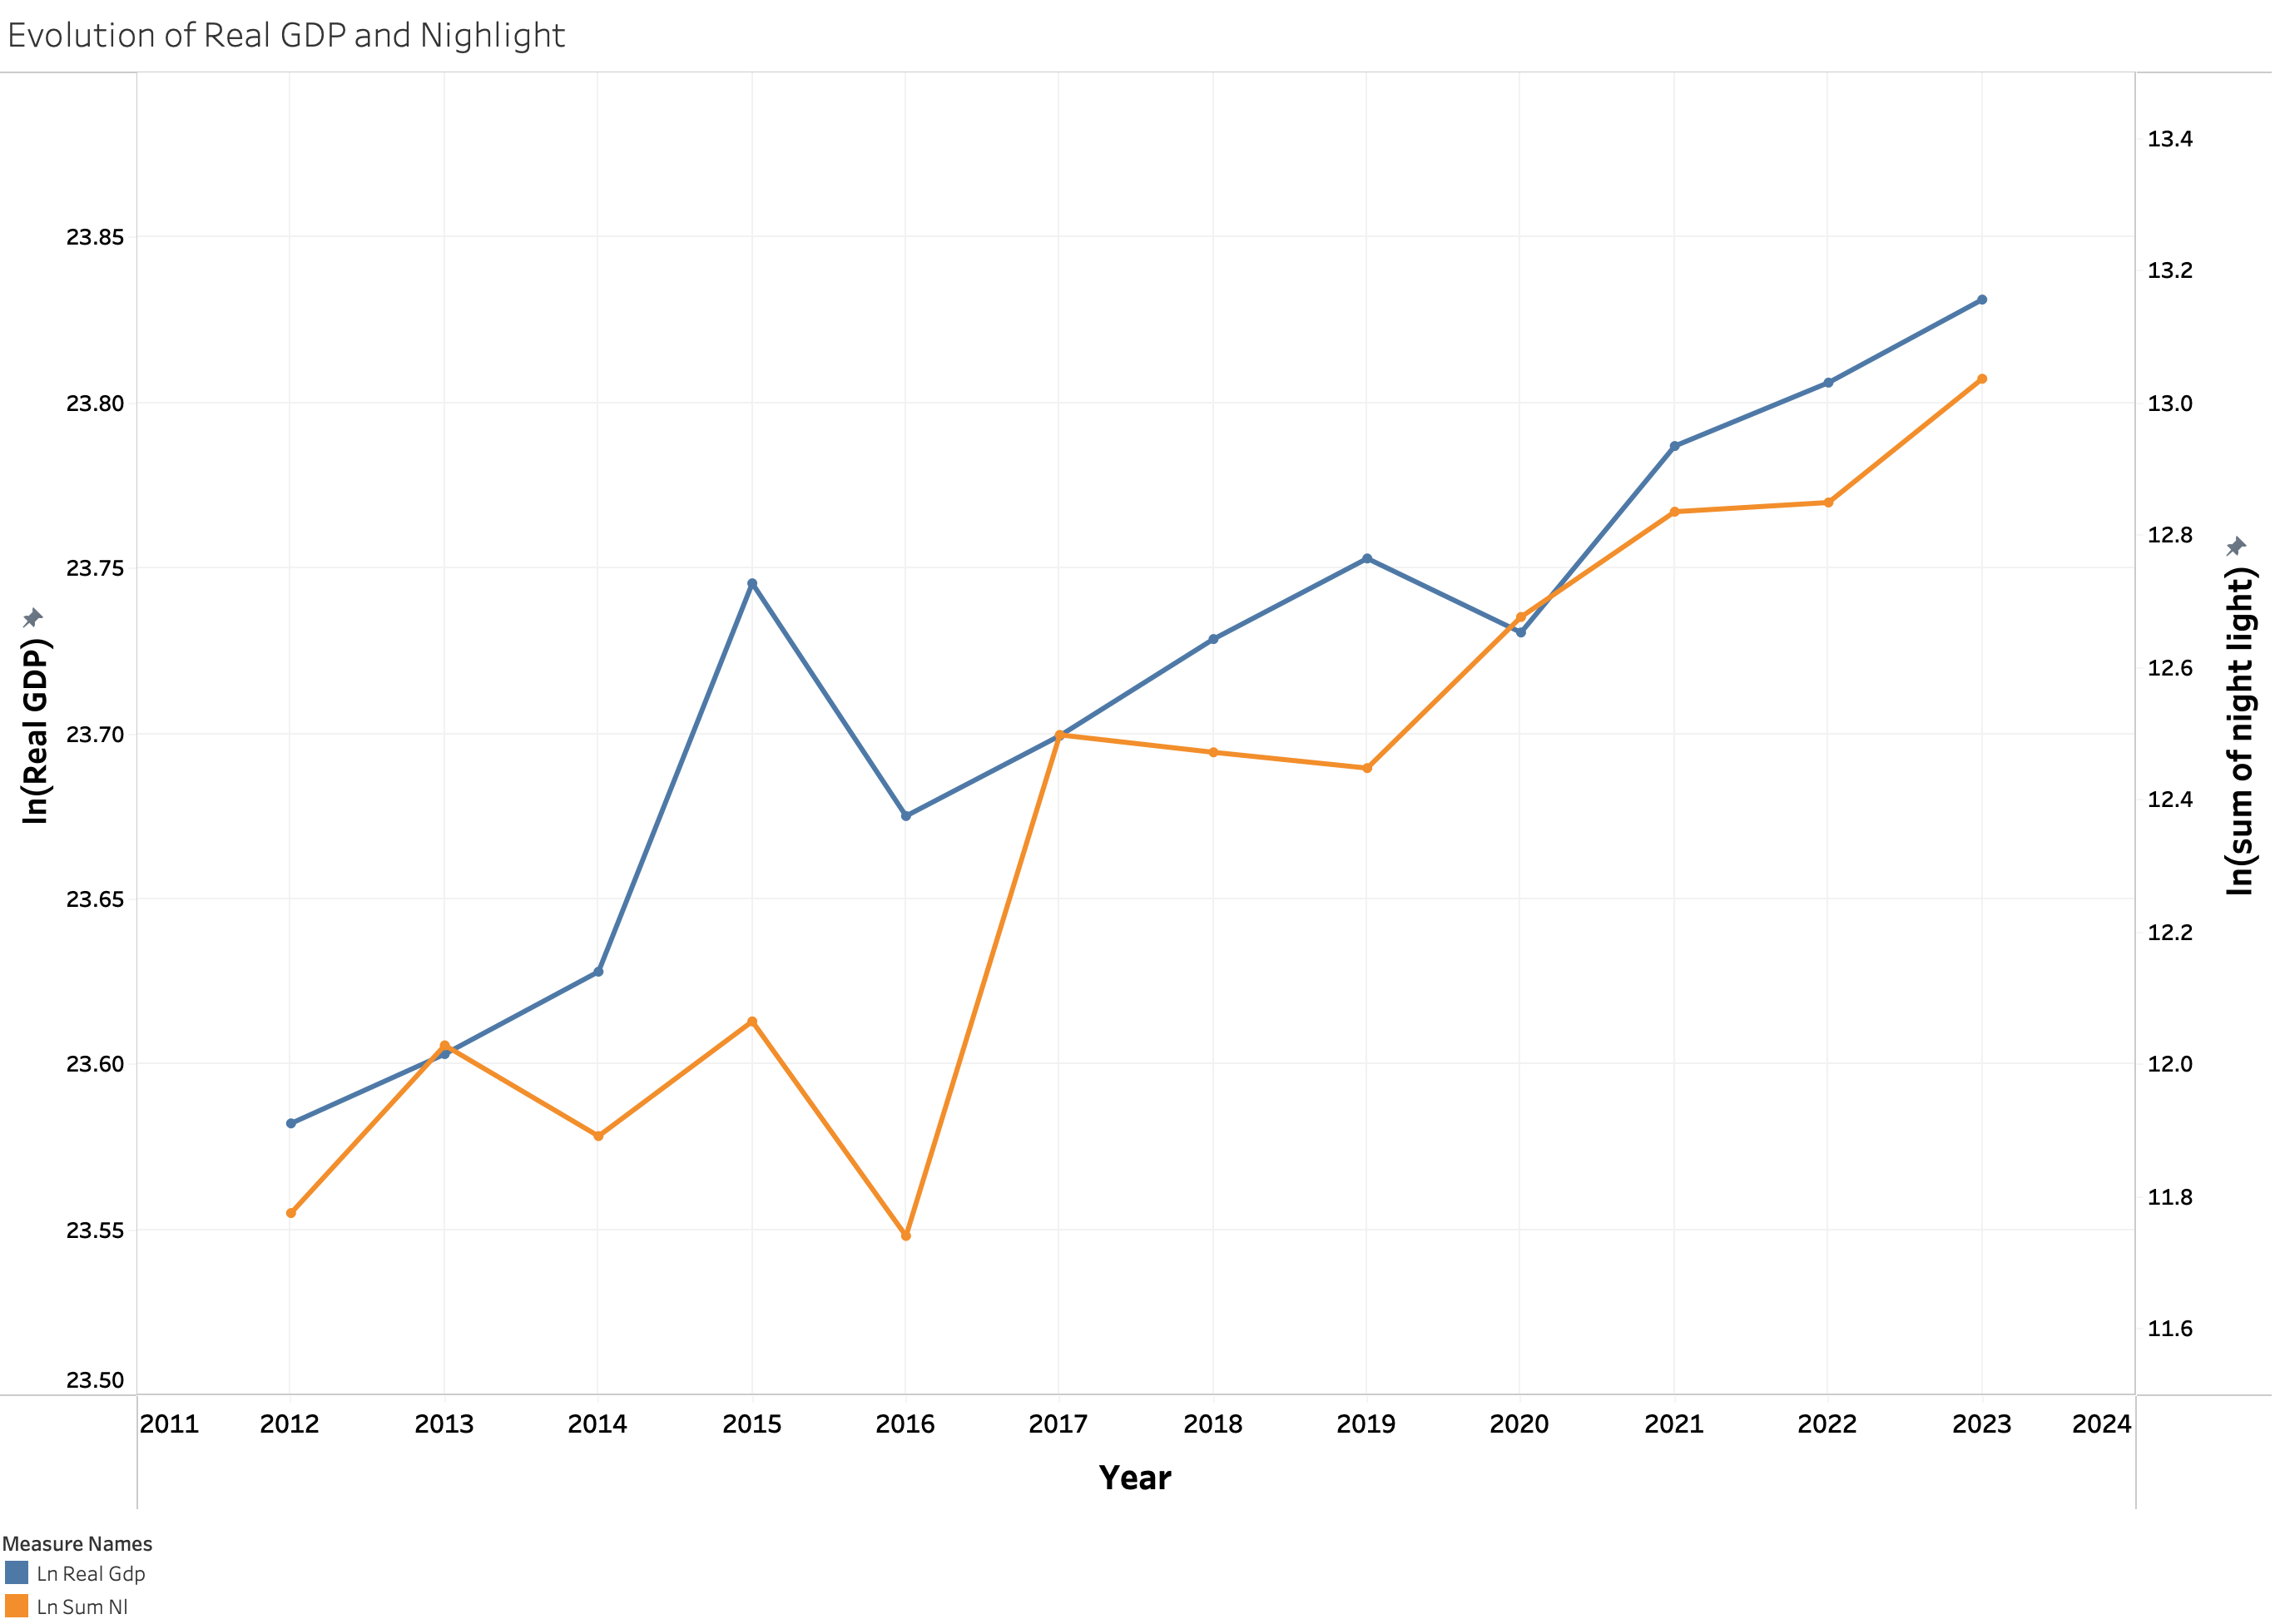 Evolution of Real GDP and Nighlight
13.4
23.85
13.2
23.80
13.0
23.75
12.8
ln(Real GDP)
ln(sum of night light)
23.70
12.6
12.4
23.65
12.2
23.60
12.0
23.55
11.8
11.6
23.50
2011 2012 2013 2014 2015 2016 2017 2018 2019 2020 2021 2022 2023 2024
Year
Measure Names
Ln Real Gdp
Ln Sum Nl